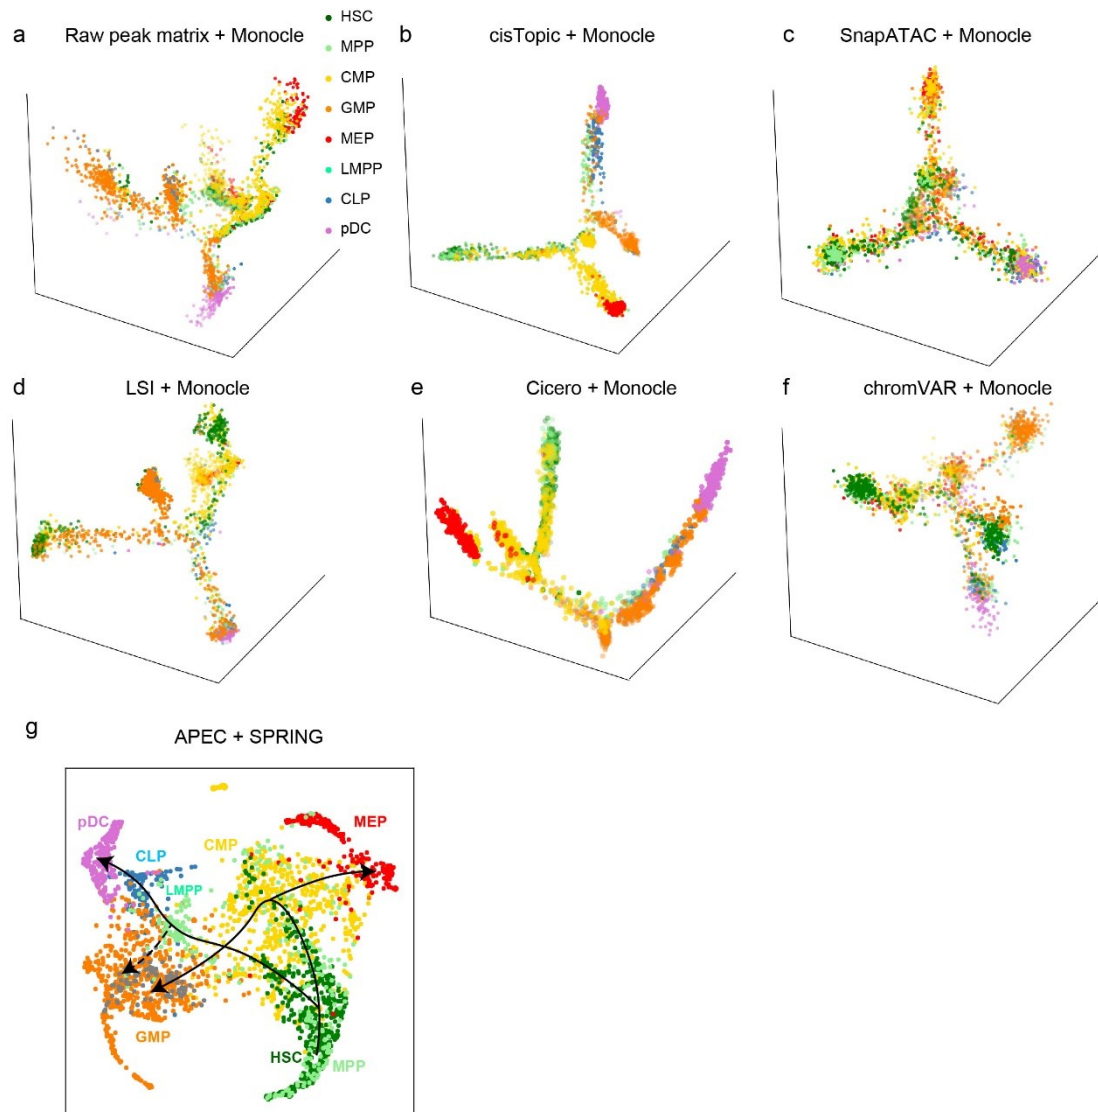 a
Raw peak matrix + Monocle
HSC
MPP
CMP
GMP
MEP
LMPP
CLP
pDC
b
cisTopic + Monocle
c
SnapATAC + Monocle
d
LSI + Monocle
e
Cicero + Monocle
f
chromVAR + Monocle
g
APEC + SPRING
pDC
CLP
LMPP
CMP
MEP
GMP
HSC
MPP